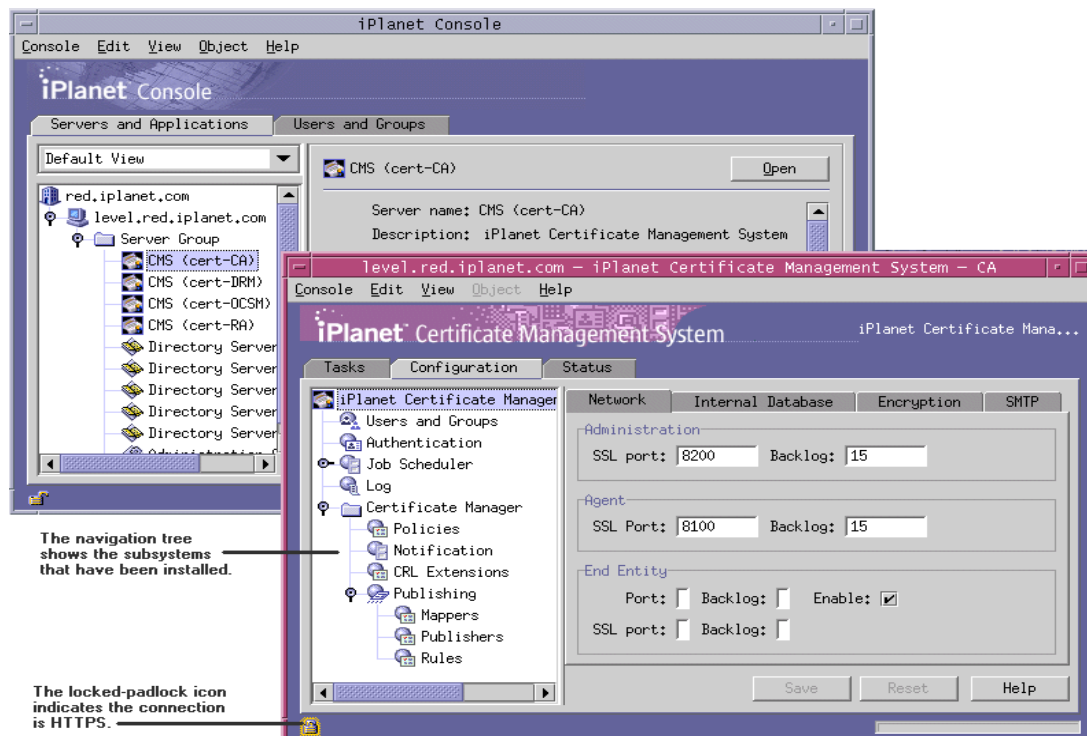 iPlanet Console
Console Edit View Object Help
iPlanet Console
Servers and Applications Users and Groups
Default View
red.iplanet.com
level.red.iplanet.com
Server Group
CMS (cert-CA)
CMS (cert-DRM)
CMS (cert-OCSM)
CMS (cert-RA)
Directory Server
Directory Server
Directory Server
Directory Server
Directory Server
CMS (cert-CA) Open
Server name: CMS (cert-CA)
Description: iPlanet Certificate Management System
level.red.iplanet.com – iPlanet Certificate Management System – CA
Console Edit View Object Help
iPlanet Certificate Management System
iPlanet Certificate Mana...
Tasks Configuration Status
iPlanet Certificate Manager
Users and Groups
Authentication
Job Scheduler
Log
Certificate Manager
Policies
Notification
CRL Extensions
Publishing
Mappers
Publishers
Rules
Network Internal Database Encryption SMTP
Administration
SSL port: 8200 Backlog: 15
Agent
SSL Port: 8100 Backlog: 15
End Entity
Port: Backlog: Enable:
SSL port: Backlog:
Save Reset Help
The navigation tree
shows the subsystems
that have been installed.
The locked-padlock icon
indicates the connection
is HTTPS.